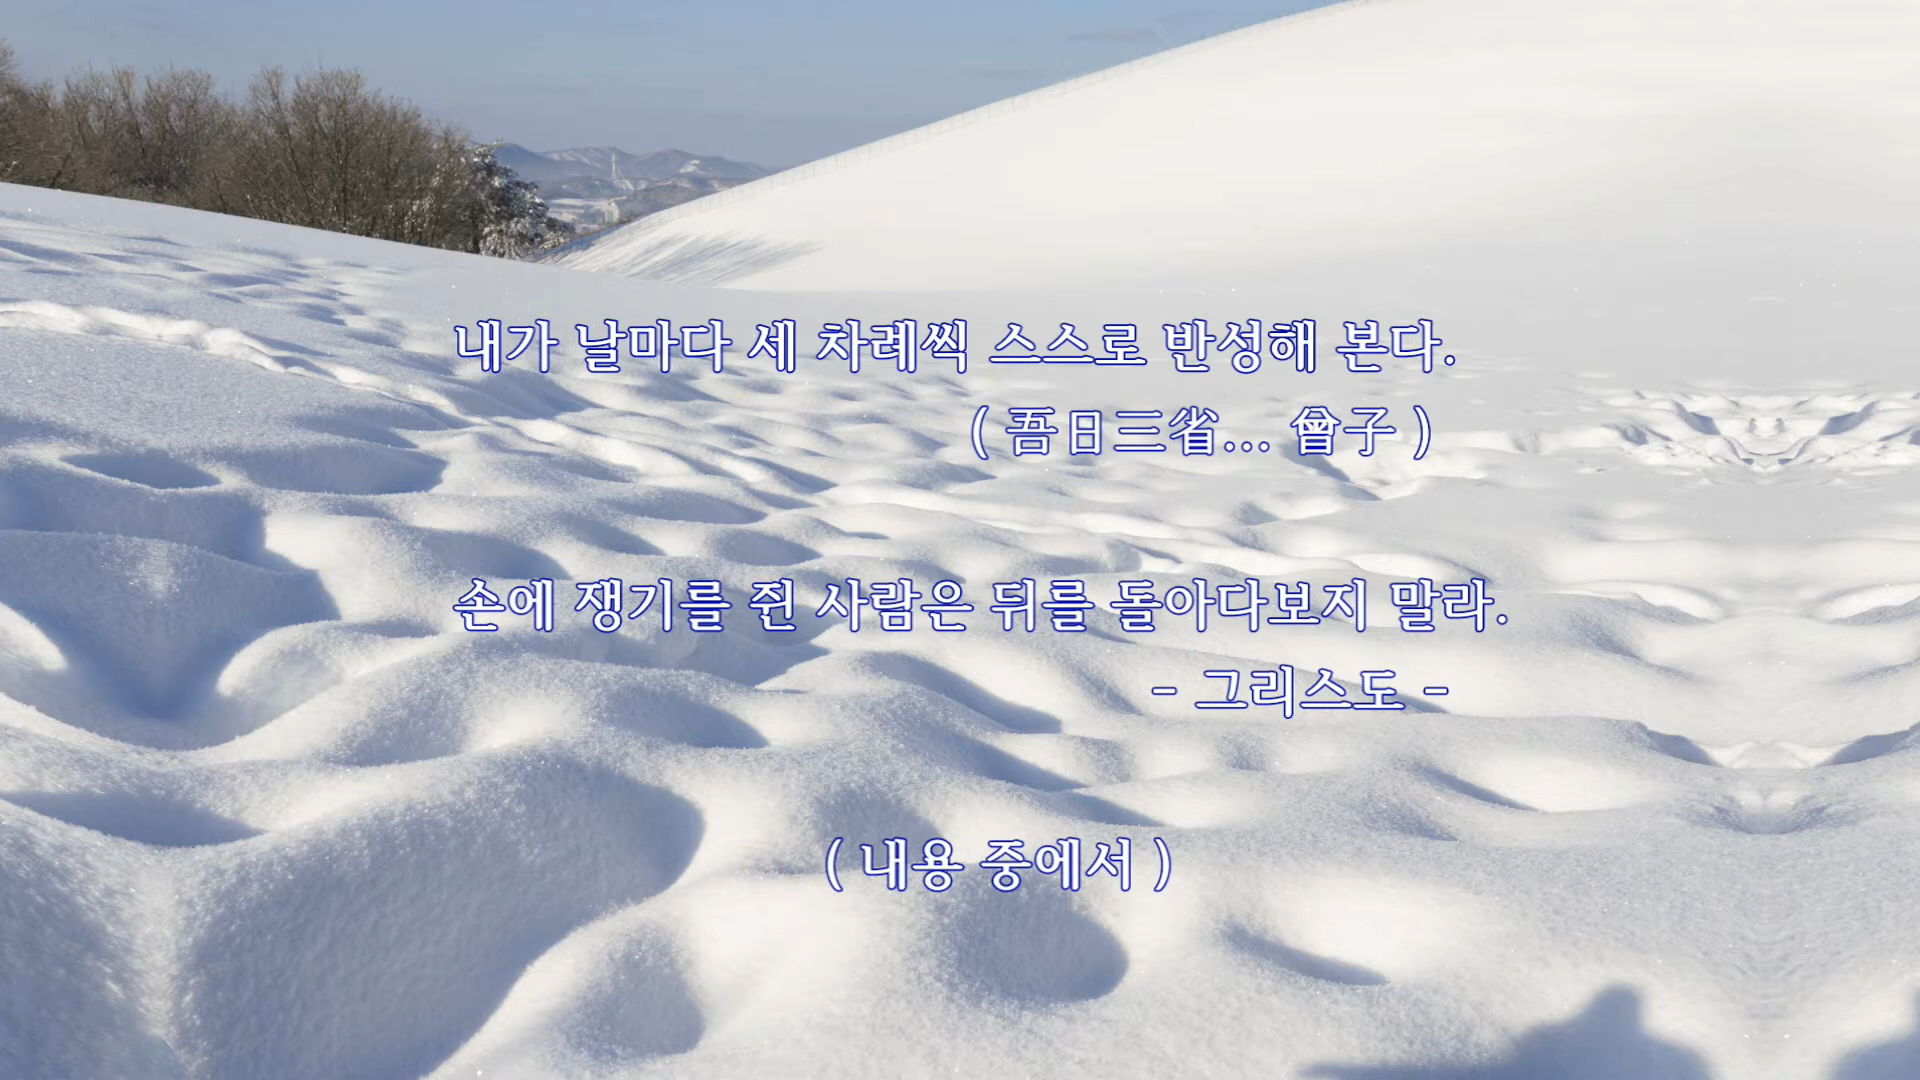 내가 날마다 세 차례씩 스스로 반성해 본다.
( 吾日三省... 曾子 )
손에 쟁기를 쥔 사람은 뒤를 돌아다보지 말라.
- 그리스도 -
( 내용 중에서 )